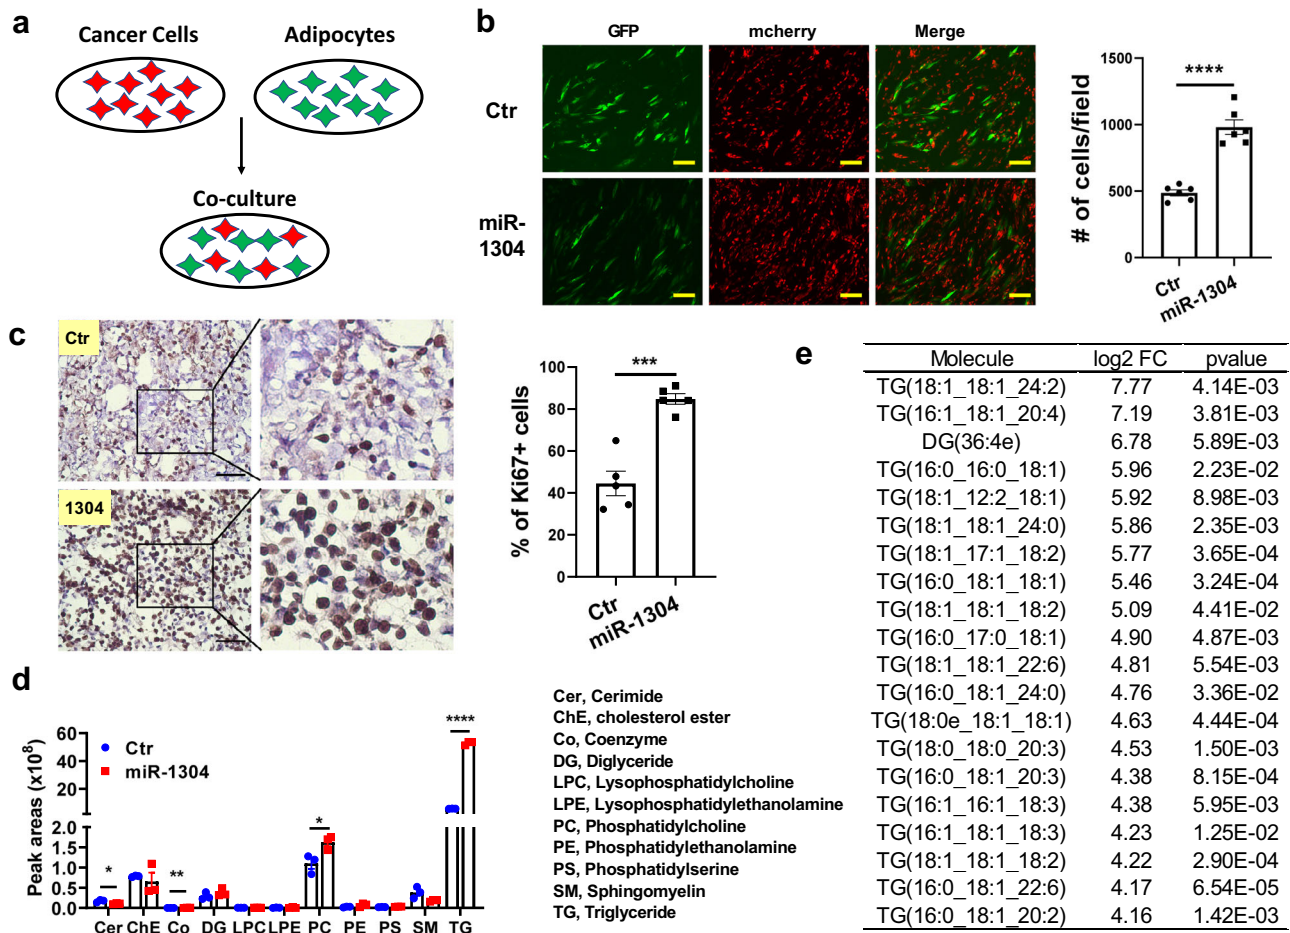 a
Cancer Cells
Adipocytes
Co-culture
b
GFP
mcherry
Merge
Ctr
miR-
1304
# of cells/field
1500
1000
500
0
****
Ctr
miR-1304
c
Ctr
1304
% of Ki67+ cells
100
80
60
40
20
0
***
Ctr
miR-1304
d
Peak areas (x10⁸)
60
40
20
2.0
1.5
1.0
0.5
0.0
Ctr
miR-1304
*
**
*
****
Cer ChE Co DG LPC LPE PC PE PS SM TG
Cer, Cerimide
ChE, cholesterol ester
Co, Coenzyme
DG, Diglyceride
LPC, Lysophosphatidylcholine
LPE, Lysophosphatidylethanolamine
PC, Phosphatidylcholine
PE, Phosphatidylethanolamine
PS, Phosphatidylserine
SM, Sphingomyelin
TG, Triglyceride
e
Molecule log2 FC pvalue
TG(18:1_18:1_24:2) 7.77 4.14E-03
TG(16:1_18:1_20:4) 7.19 3.81E-03
DG(36:4e) 6.78 5.89E-03
TG(16:0_16:0_18:1) 5.96 2.23E-02
TG(18:1_12:2_18:1) 5.92 8.98E-03
TG(18:1_18:1_24:0) 5.86 2.35E-03
TG(18:1_17:1_18:2) 5.77 3.65E-04
TG(16:0_18:1_18:1) 5.46 3.24E-04
TG(18:1_18:1_18:2) 5.09 4.41E-02
TG(16:0_17:0_18:1) 4.90 4.87E-03
TG(18:1_18:1_22:6) 4.81 5.54E-03
TG(16:0_18:1_24:0) 4.76 3.36E-02
TG(18:0e_18:1_18:1) 4.63 4.44E-04
TG(18:0_18:0_20:3) 4.53 1.50E-03
TG(16:0_18:1_20:3) 4.38 8.15E-04
TG(16:1_16:1_18:3) 4.38 5.95E-03
TG(16:1_18:1_18:3) 4.23 1.25E-02
TG(18:1_18:1_18:2) 4.22 2.90E-04
TG(16:0_18:1_22:6) 4.17 6.54E-05
TG(16:0_18:1_20:2) 4.16 1.42E-03